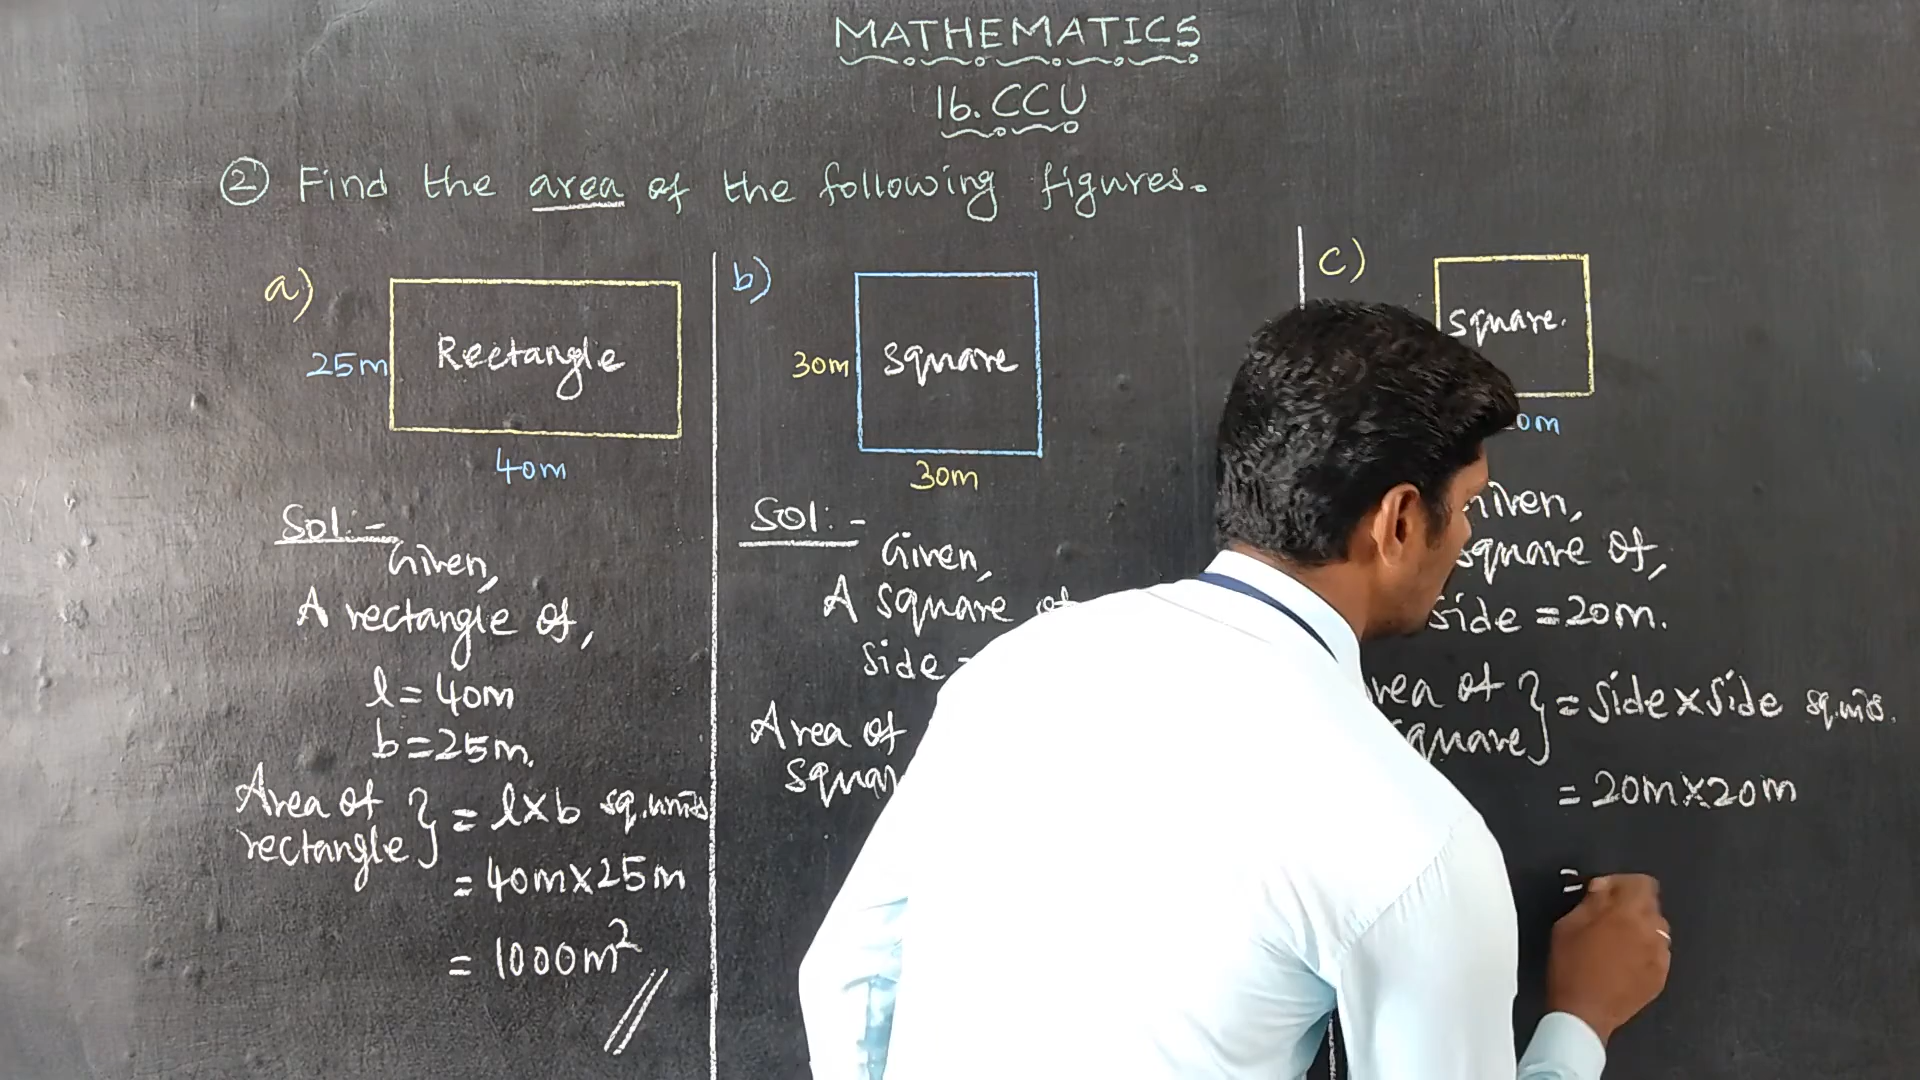 MATHEMATICS
16. CCU
② Find the area of the following figures.
a)
Rectangle
25m
40m
Sol:-
Given,
A rectangle of,
l = 40m
b = 25m.
Area of
rectangle } = l×b sq.units
= 40m×25m
= 1000m²
b)
square
30m
30m
Sol:-
Given,
A square of
side =
Area of
c)
square.
square of,
side = 20m.
of } = side×side sq.units.
= 20m×20m
=